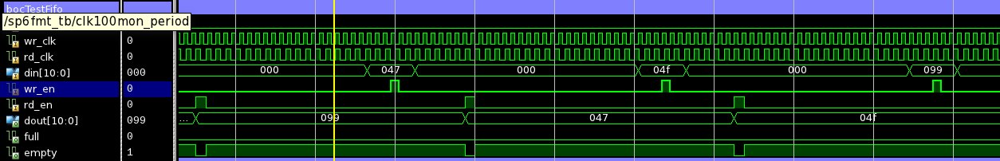 bocTestFifo
/sp6fmt_tb/clk100mon_period
wr_clk 0
rd_clk 0
din[10:0] 000 000 047 000 04f 000 099
wr_en 0
rd_en 0
dout[10:0] 099 ... 099 047 04f
full 0
empty 1